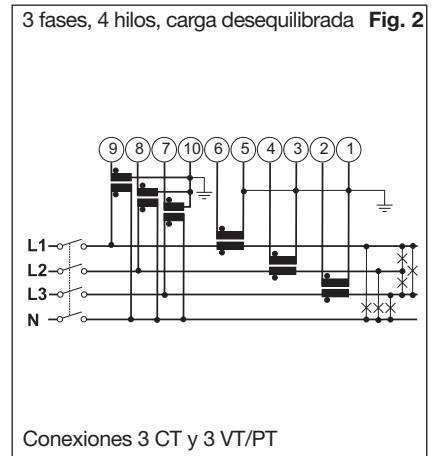 3 fases, 4 hilos, carga desequilibrada Fig. 2
9 8 7 10 6 5 4 3 2 1
L1
L2
L3
N
Conexiones 3 CT y 3 VT/PT